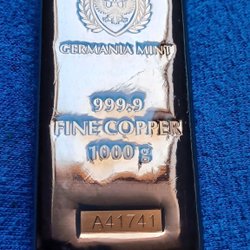 GERMANIA MINT
999.9
FINE COPPER
1000 g
A41741